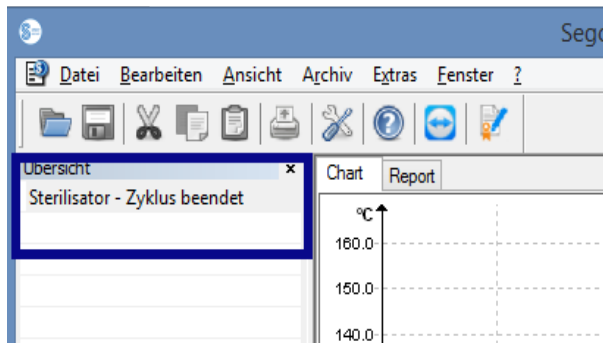 Sego
Datei Bearbeiten Ansicht Archiv Extras Fenster ?
Übersicht x
Sterilisator - Zyklus beendet
Chart Report
°C
160.0
150.0
140.0